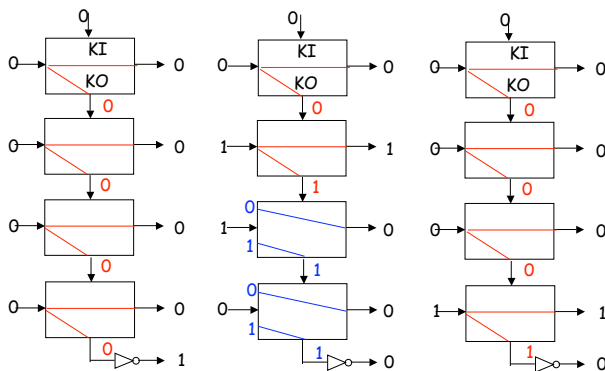 0 0 0
KI KI KI
0 0 0 0 0 0
KO KO KO
0 0 0
0 0 1 1 0 0
0 1 0
0
0 0 1 0 0 0
1
0 1 0
0
0 0 0 0 1 1
1
0 1 1 0 1 0